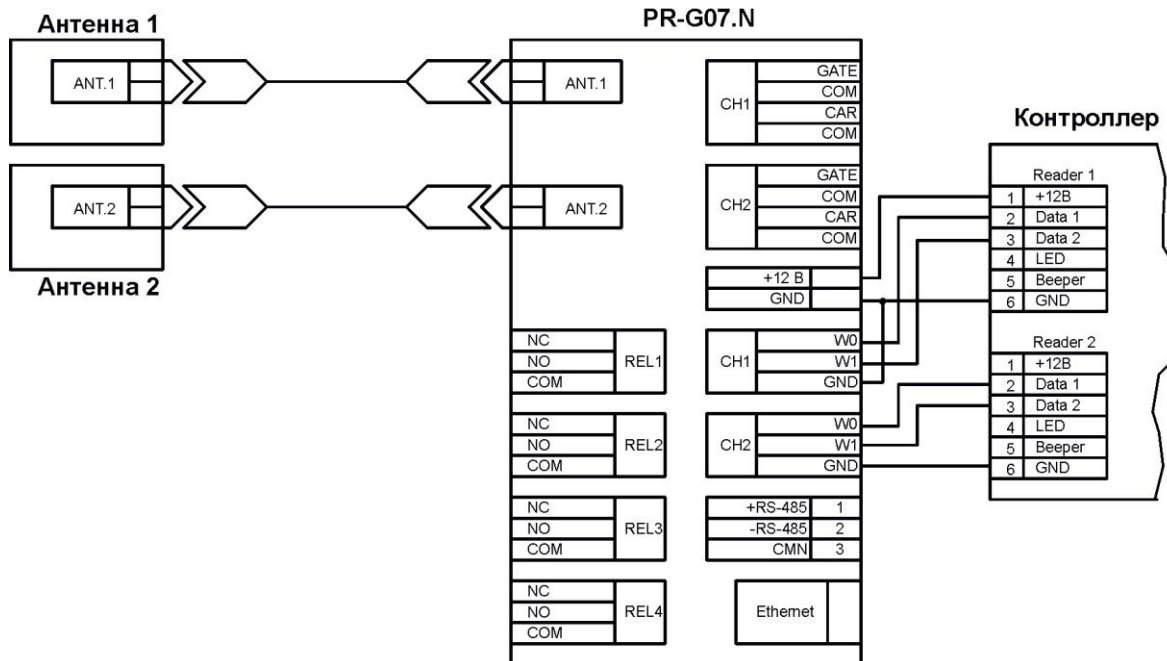 PR-G07.N
Антенна 1
ANT.1
ANT.1
ANT.2
ANT.2
Антенна 2
CH1
GATE
COM
CAR
COM
CH2
GATE
COM
CAR
COM
+12 В
GND
NC
NO
COM
REL1
CH1
W0
W1
GND
NC
NO
COM
REL2
CH2
W0
W1
GND
NC
NO
COM
REL3
+RS-485 1
-RS-485 2
CMN 3
NC
NO
COM
REL4
Ethernet
Контроллер
Reader 1
1 +12В
2 Data 1
3 Data 2
4 LED
5 Beeper
6 GND
Reader 2
1 +12В
2 Data 1
3 Data 2
4 LED
5 Beeper
6 GND